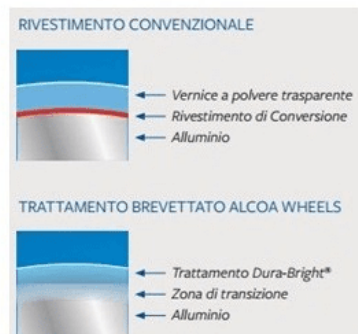 RIVESTIMENTO CONVENZIONALE
Vernice a polvere trasparente
Rivestimento di Conversione
Alluminio
TRATTAMENTO BREVETTATO ALCOA WHEELS
Trattamento Dura-Bright®
Zona di transizione
Alluminio